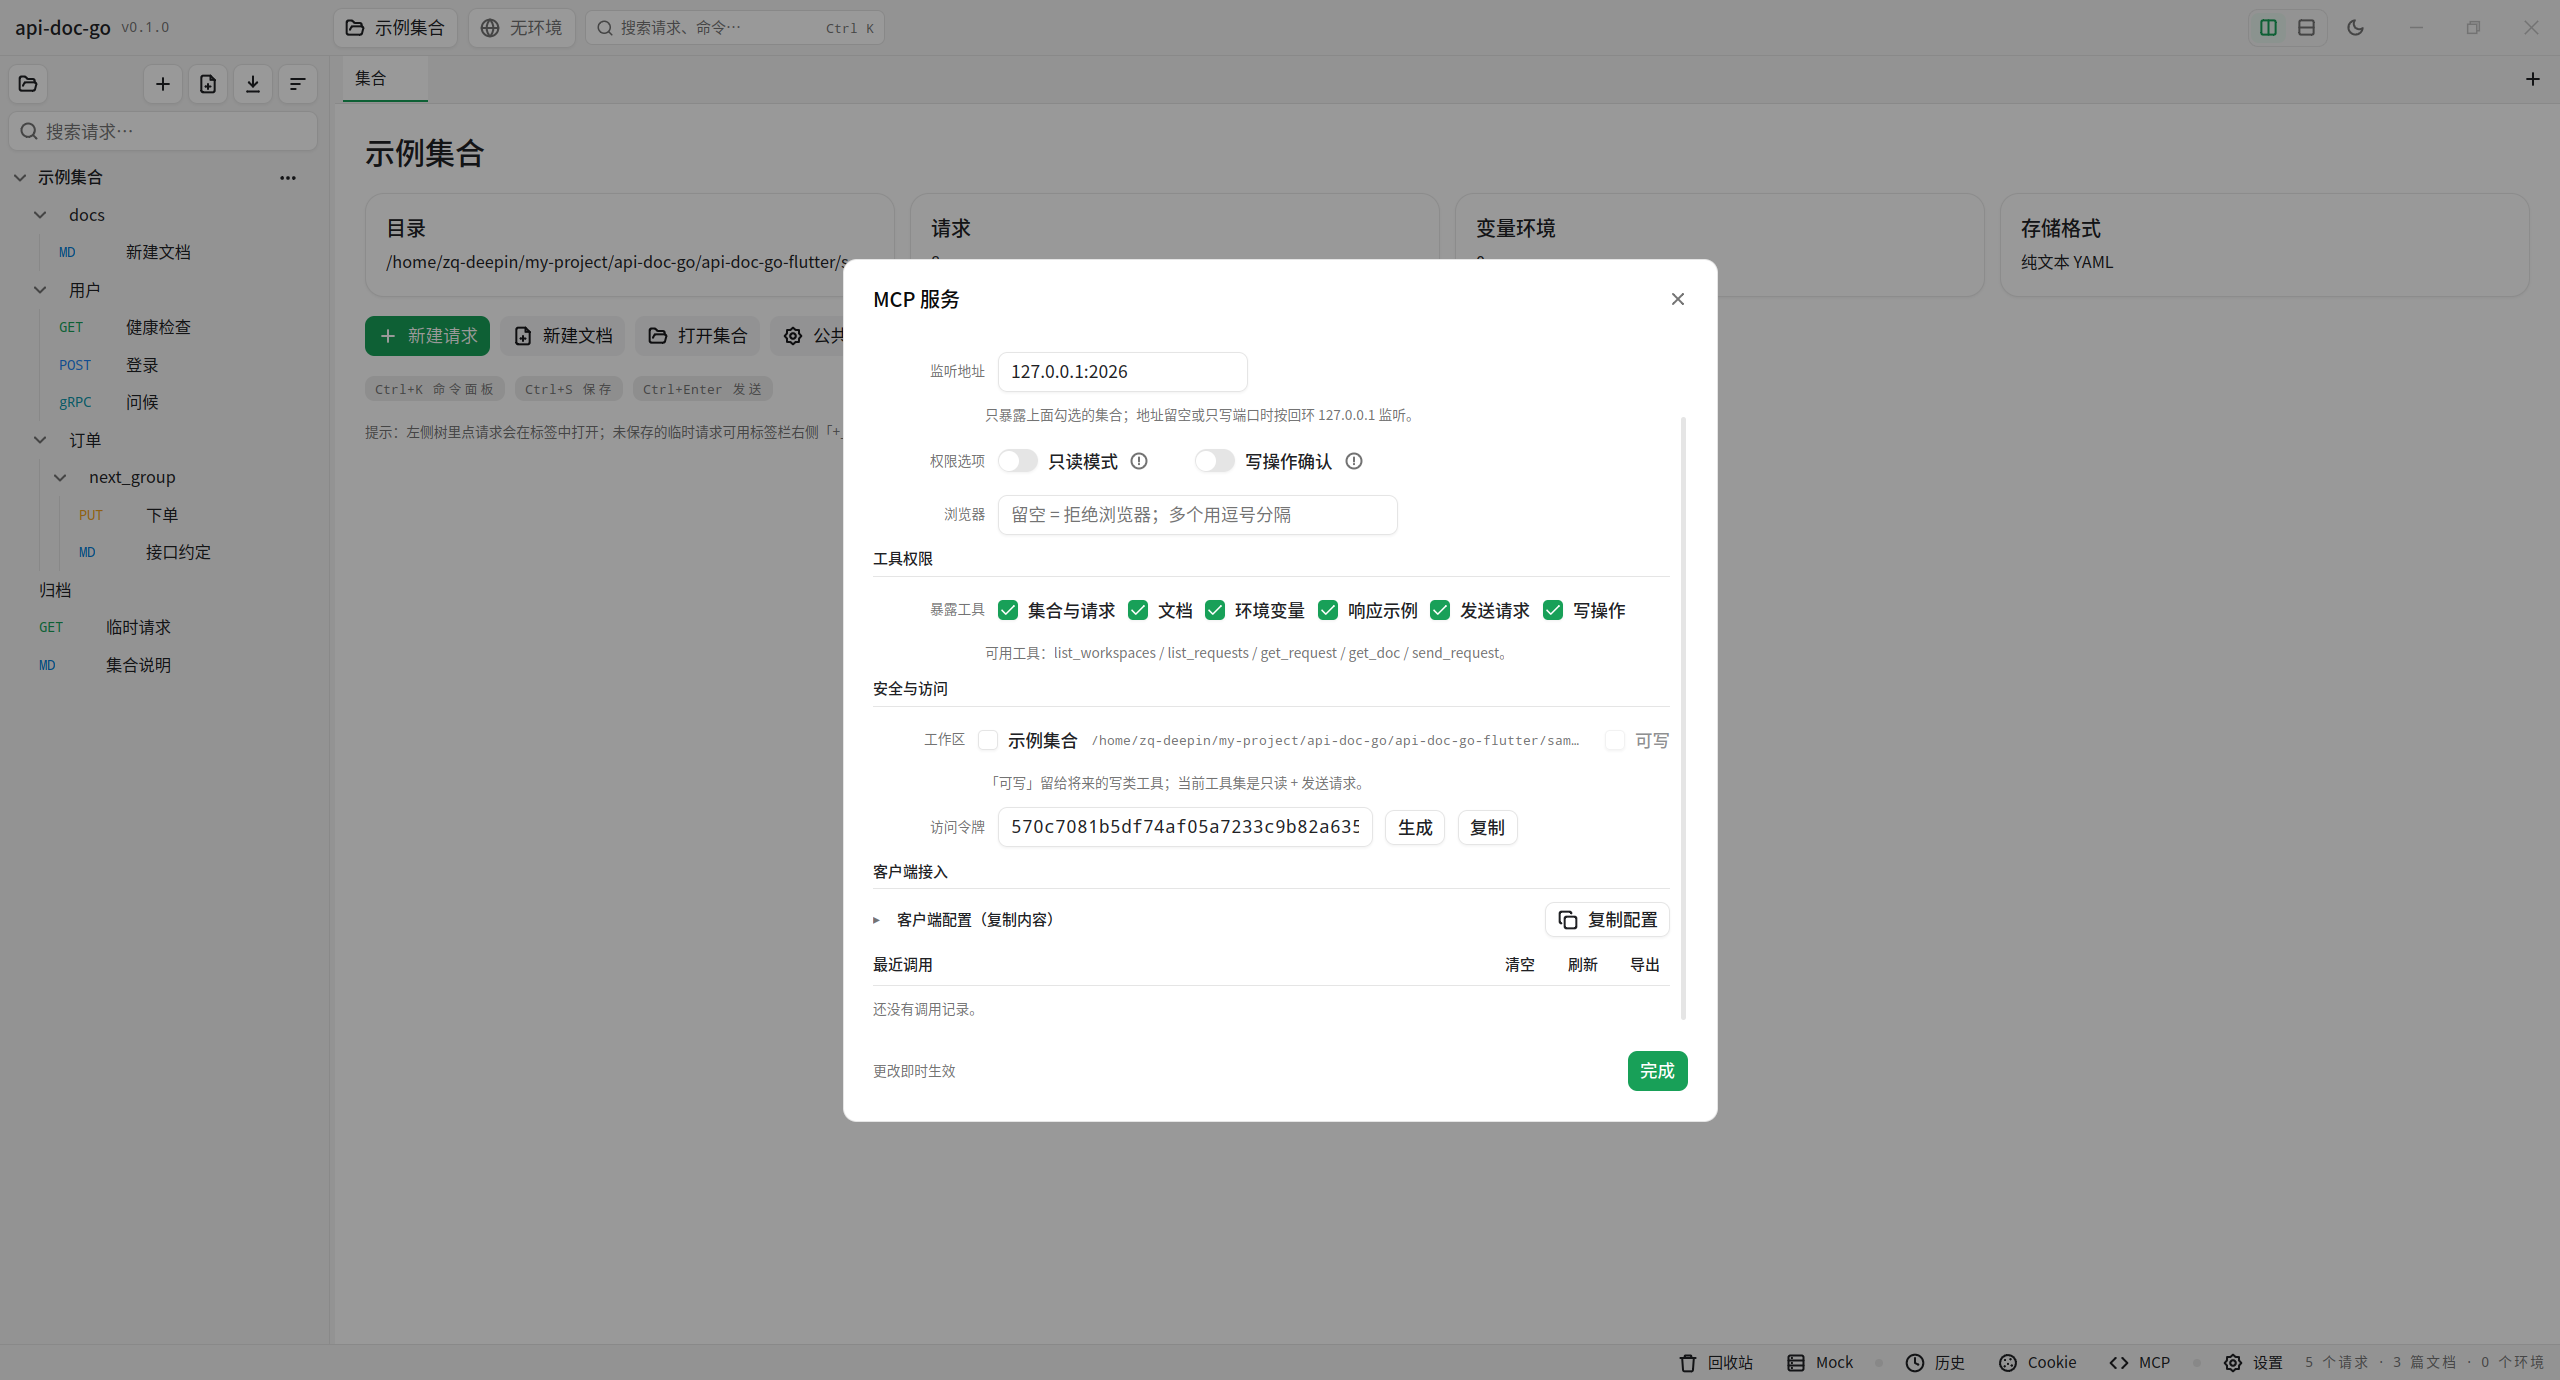 api-doc-go v0.1.0 示例集合 无环境 搜索请求、命令… Ctrl K
搜索请求…
示例集合
docs
MD 新建文档
用户
GET 健康检查
POST 登录
gRPC 问候
订单
next_group
PUT 下单
MD 接口约定
归档
GET 临时请求
MD 集合说明
集合
示例集合
目录
/home/zq-deepin/my-project/api-doc-go/api-doc-go-flutter/s
请求
变量环境
存储格式
纯文本 YAML
新建请求 新建文档 打开集合 公共
Ctrl+K 命令面板 Ctrl+S 保存 Ctrl+Enter 发送
提示：左侧树里点请求会在标签中打开；未保存的临时请求可用标签栏右侧「+
MCP 服务
监听地址 127.0.0.1:2026
只暴露上面勾选的集合；地址留空或只写端口时按回环 127.0.0.1 监听。
权限选项 只读模式 写操作确认
浏览器 留空 = 拒绝浏览器；多个用逗号分隔
工具权限
暴露工具 集合与请求 文档 环境变量 响应示例 发送请求 写操作
可用工具：list_workspaces / list_requests / get_request / get_doc / send_request。
安全与访问
工作区 示例集合 /home/zq-deepin/my-project/api-doc-go/api-doc-go-flutter/sam… 可写
「可写」留给将来的写类工具；当前工具集是只读 + 发送请求。
访问令牌 570c7081b5df74af05a7233c9b82a635 生成 复制
客户端接入
客户端配置（复制内容） 复制配置
最近调用 清空 刷新 导出
还没有调用记录。
更改即时生效 完成
回收站 Mock 历史 Cookie MCP 设置 5 个请求 · 3 篇文档 · 0 个环境